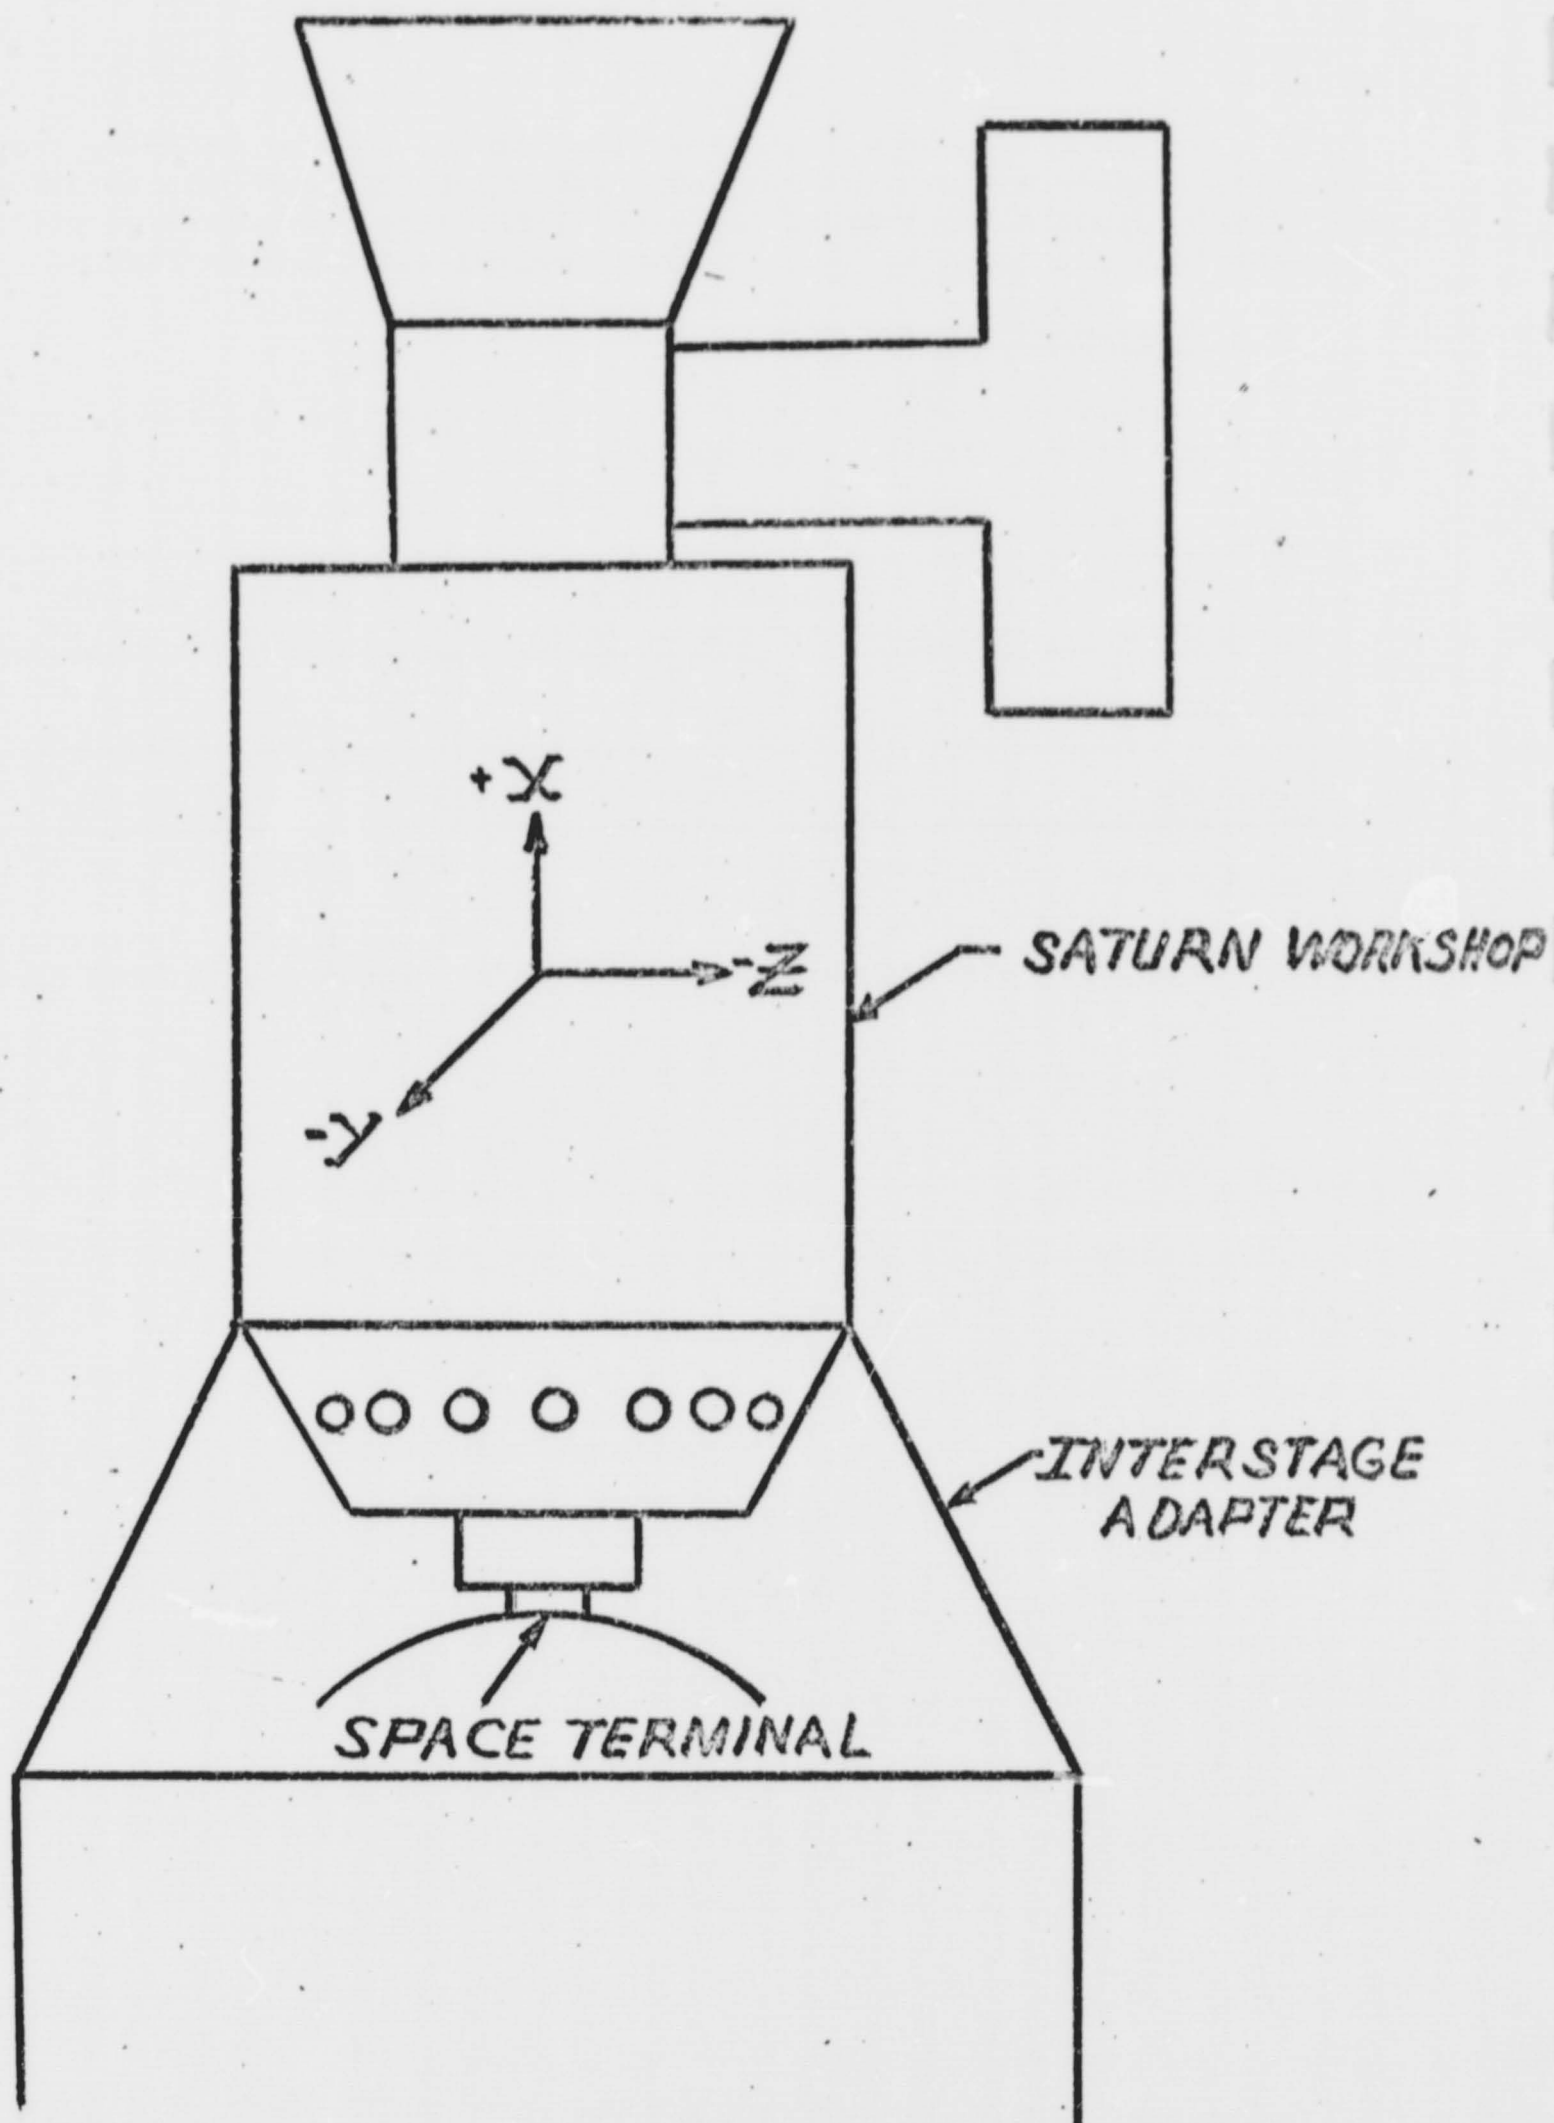 +X
-Z
SATURN WORKSHOP
-y
INTERSTAGE
ADAPTER
SPACE TERMINAL